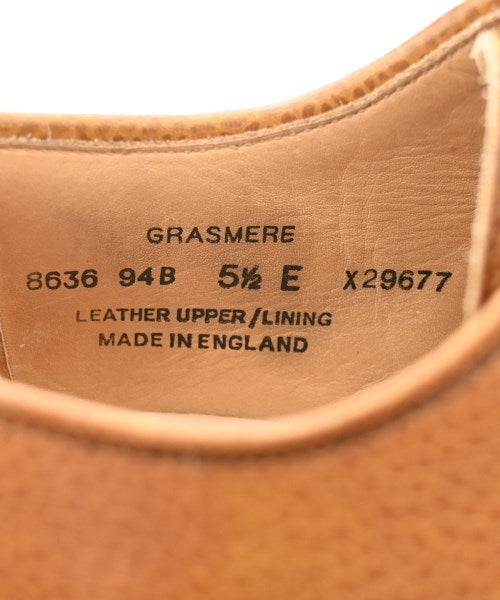 GRASMERE
8636 94B 5½ E X29677
LEATHER UPPER/LINING
MADE IN ENGLAND